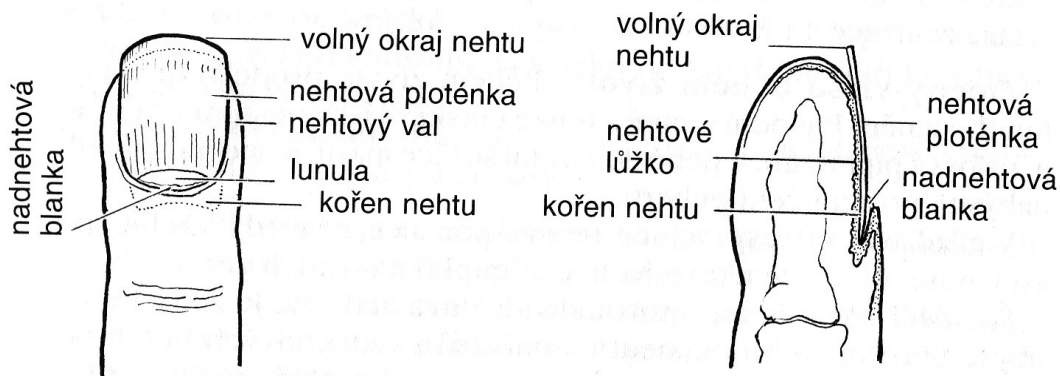 volný okraj nehtu
nehtová ploténka
nehtový val
lunula
kořen nehtu
nadnehtová
blanka
volný okraj
nehtu
nehtové
lůžko
kořen nehtu
nehtová
ploténka
nadnehtová
blanka